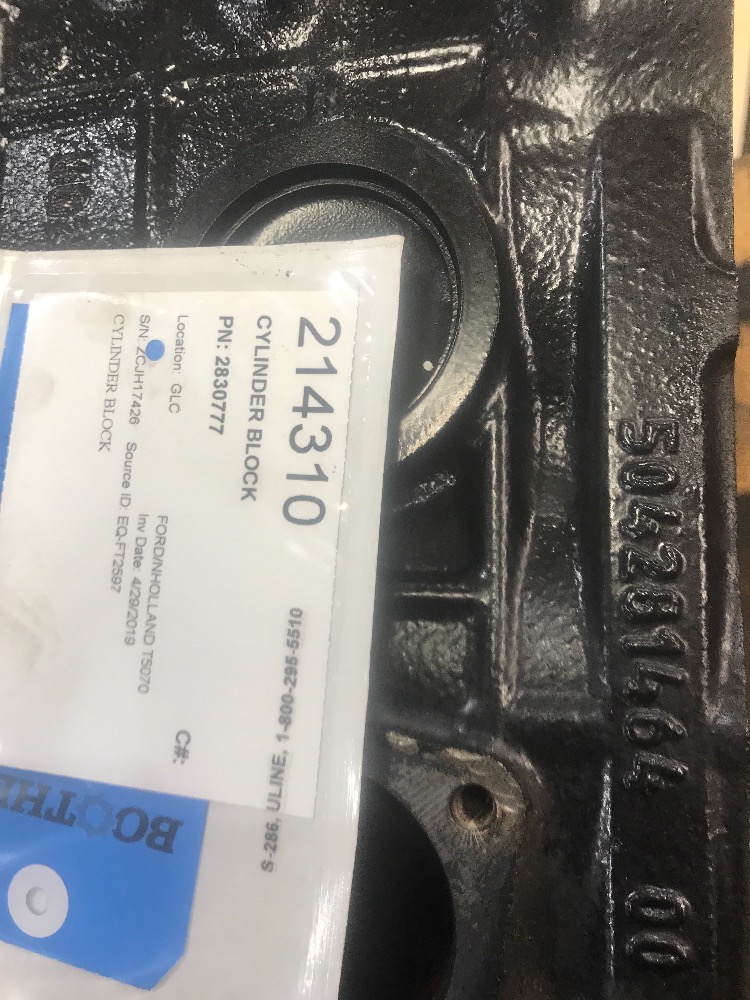 214310
CYLINDER BLOCK
PN: 2830777
Location: GLC
FORD/NHOLLAND T5070
S/N: ZCJH17426
Inv Date: 4/29/2019
Source ID: EQ-FT2597
CYLINDER BLOCK
C#:
S-286, ULINE, 1-800-295-5510
504281464 00